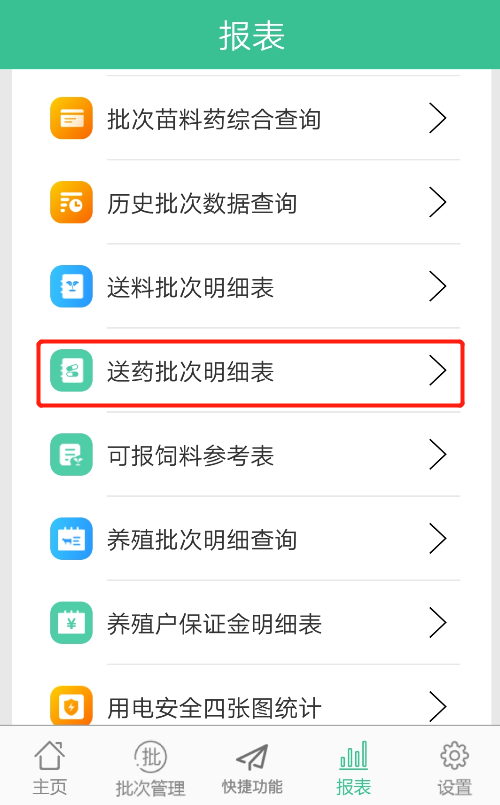 报表
批次苗料药综合查询
历史批次数据查询
送料批次明细表
送药批次明细表
可报饲料参考表
养殖批次明细查询
养殖户保证金明细表
用电安全四张图统计
主页
批
批次管理
快捷功能
报表
设置